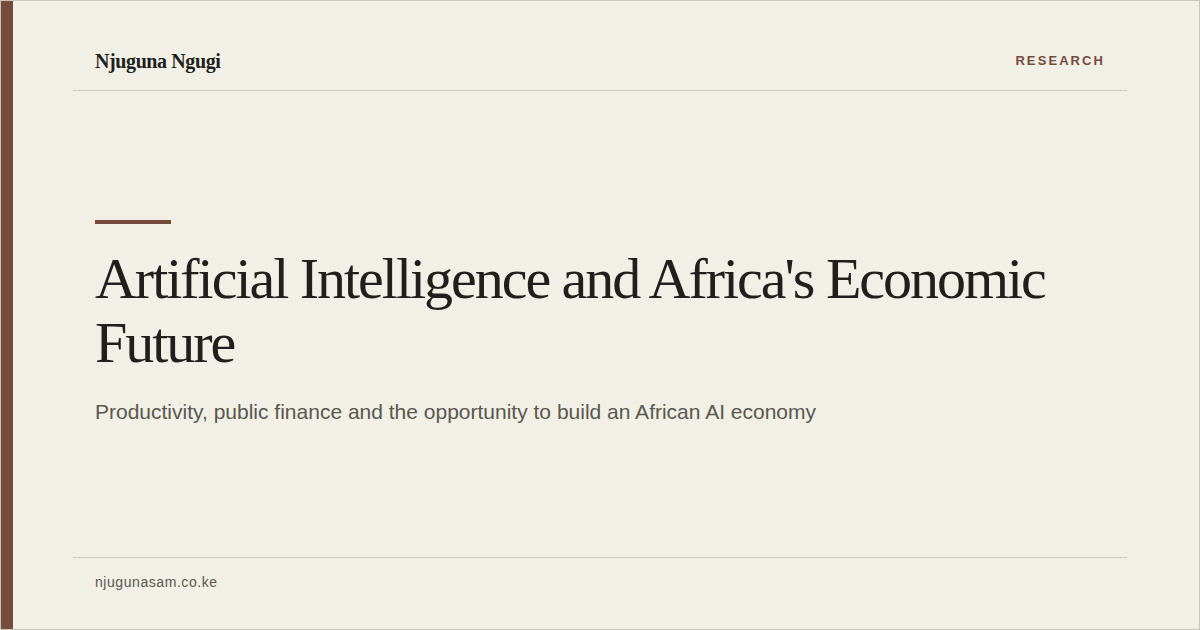 Njuguna Ngugi
RESEARCH
Artificial Intelligence and Africa's Economic
Future
Productivity, public finance and the opportunity to build an African AI economy
njugunasam.co.ke